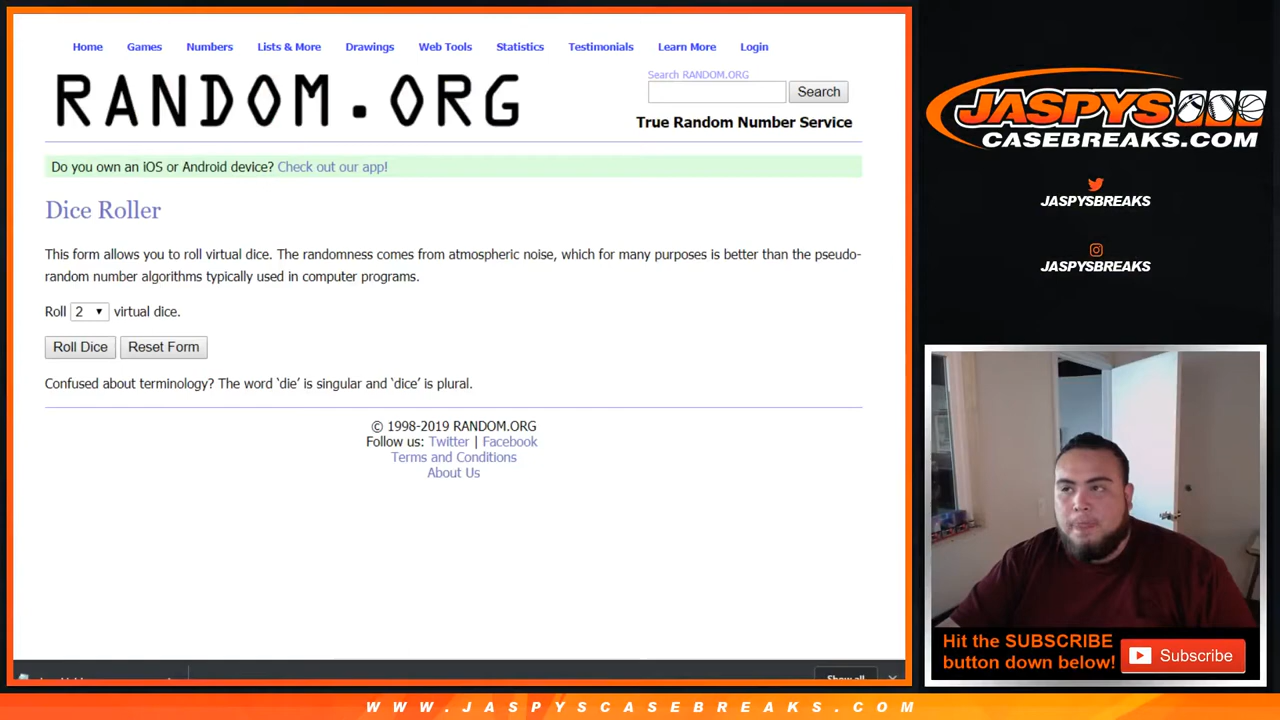 Home Games Numbers Lists & More Drawings Web Tools Statistics Testimonials Learn More Login
RANDOM.ORG
Search RANDOM.ORG
Search
True Random Number Service
Do you own an iOS or Android device? Check out our app!
Dice Roller
This form allows you to roll virtual dice. The randomness comes from atmospheric noise, which for many purposes is better than the pseudo-
random number algorithms typically used in computer programs.
Roll 2 virtual dice.
Roll Dice Reset Form
Confused about terminology? The word ‘die’ is singular and ‘dice’ is plural.
© 1998-2019 RANDOM.ORG
Follow us: Twitter | Facebook
Terms and Conditions
About Us
Show all
JASPYS
CASEBREAKS.COM
JASPYSBREAKS
JASPYSBREAKS
Hit the SUBSCRIBE
button down below!
Subscribe
WWW.JASPYSCASEBREAKS.COM